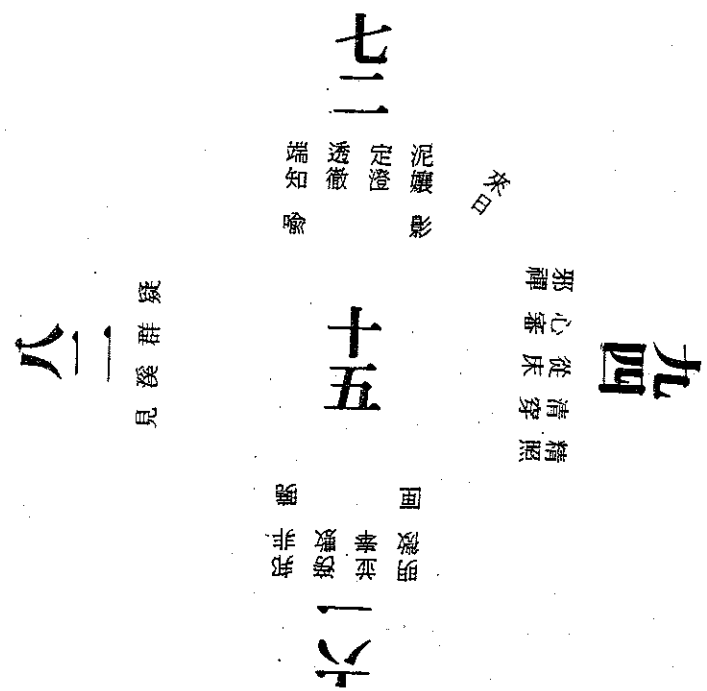 七二
泥孃影
定澄
透徹
端知喻
來日
邪心從清精
禪審床穿照
九四
十五
疑群溪見
八三
六一
邦非曉
滂敷
並奉
明微匣